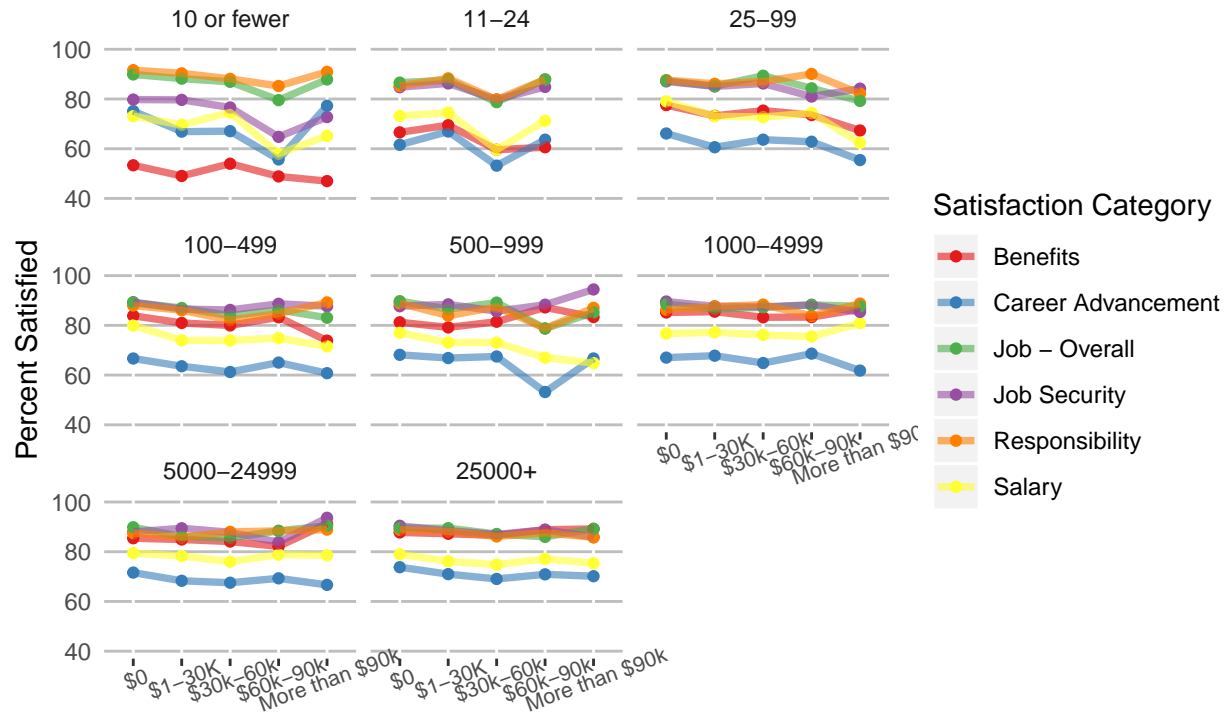 10 or fewer
11−24
25−99
100
80
60
40
100−499
500−999
1000−4999
100
80
60
40
$0
$1−30K
$30k−60k
$60k−90k
More than $90
5000−24999
25000+
100
80
60
40
$0
$1−30K
$30k−60k
$60k−90k
More than $90k
$0
$1−30K
$30k−60k
$60k−90k
More than $90k
Percent Satisfied
Satisfaction Category
Benefits
Career Advancement
Job − Overall
Job Security
Responsibility
Salary